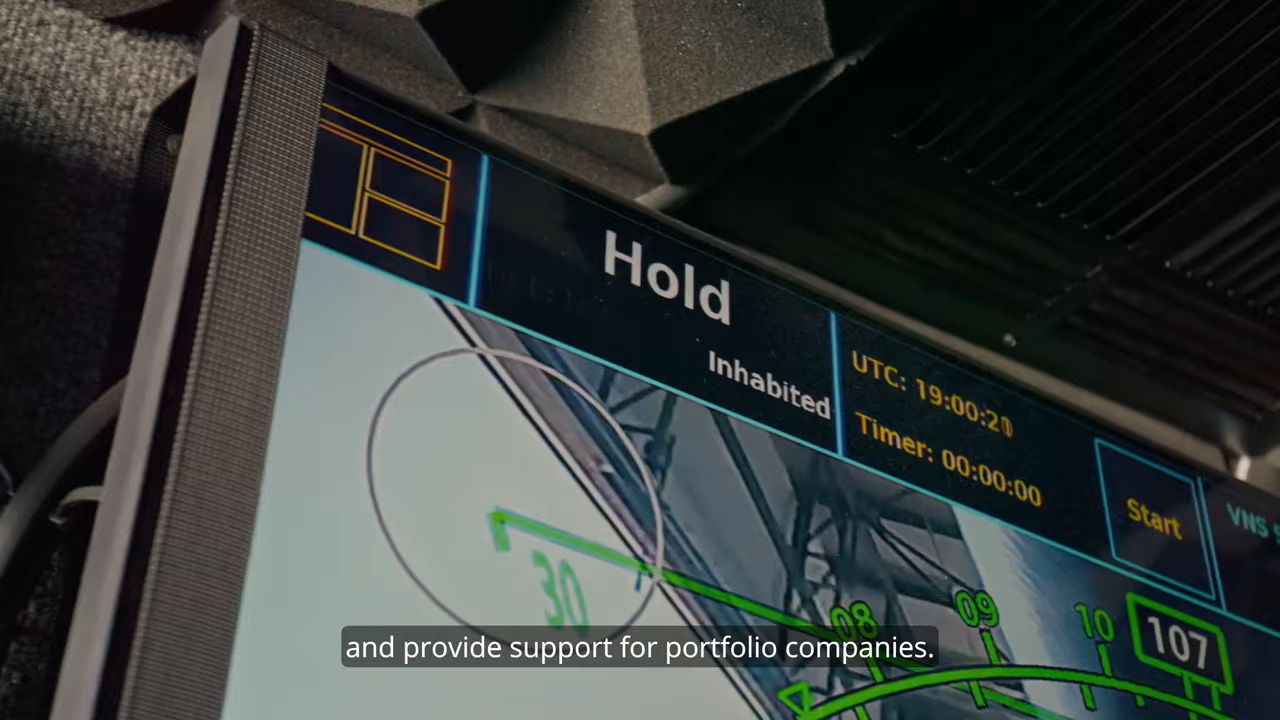 Hold
Inhabited
UTC: 19:00:20
Timer: 00:00:00
Start
VNS
30
08
09
10
107
and provide support for portfolio companies.